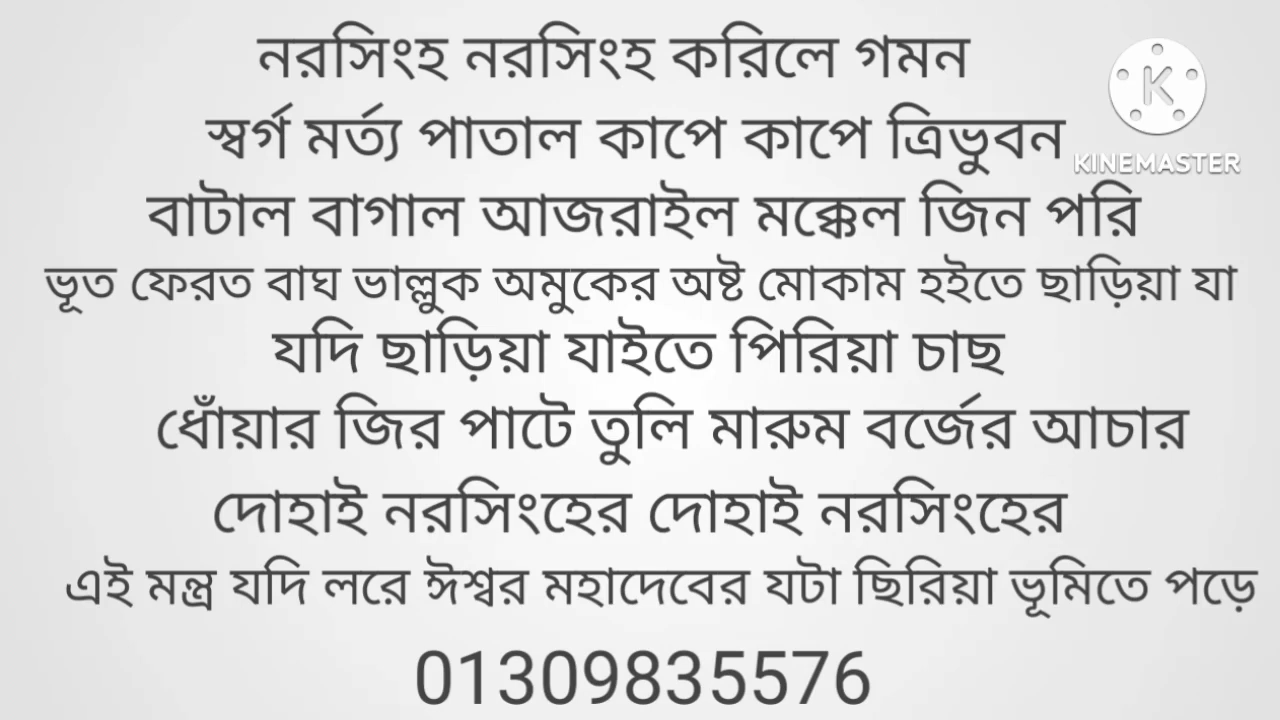 নরসিংহ নরসিংহ করিলে গমন
স্বর্গ মর্ত্য পাতাল কাপে কাপে ত্রিভুবন
KINEMASTER
বাটাল বাগাল আজরাইল মক্কেল জিন পরি
ভূত ফেরত বাঘ ভাল্লুক অমুকের অষ্ট মোকাম হইতে ছাড়িয়া যা
যদি ছাড়িয়া যাইতে পিরিয়া চাছ
ধোঁয়ার জির পাটে তুলি মারুম বর্জের আচার
দোহাই নরসিংহের দোহাই নরসিংহের
এই মন্ত্র যদি লরে ঈশ্বর মহাদেবের যটা ছিরিয়া ভূমিতে পড়ে
01309835576